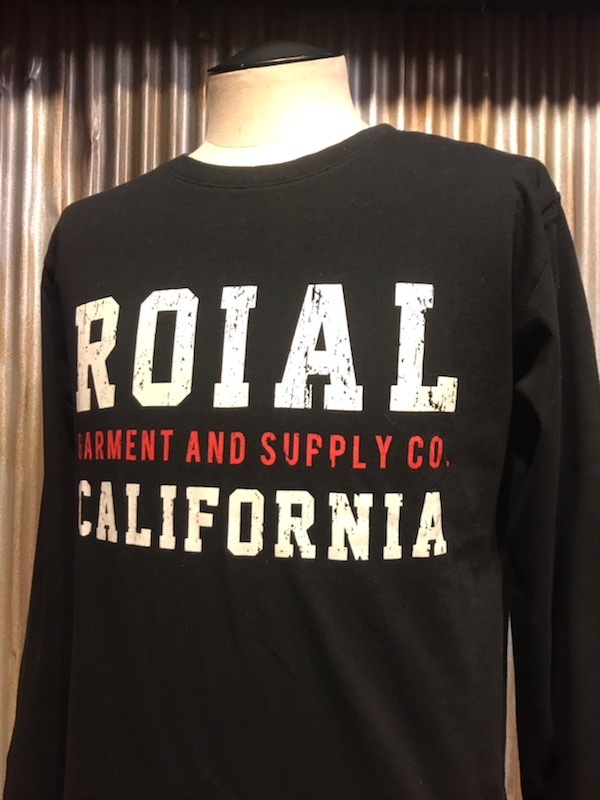 ROIAL
GARMENT AND SUPPLY CO.
CALIFORNIA